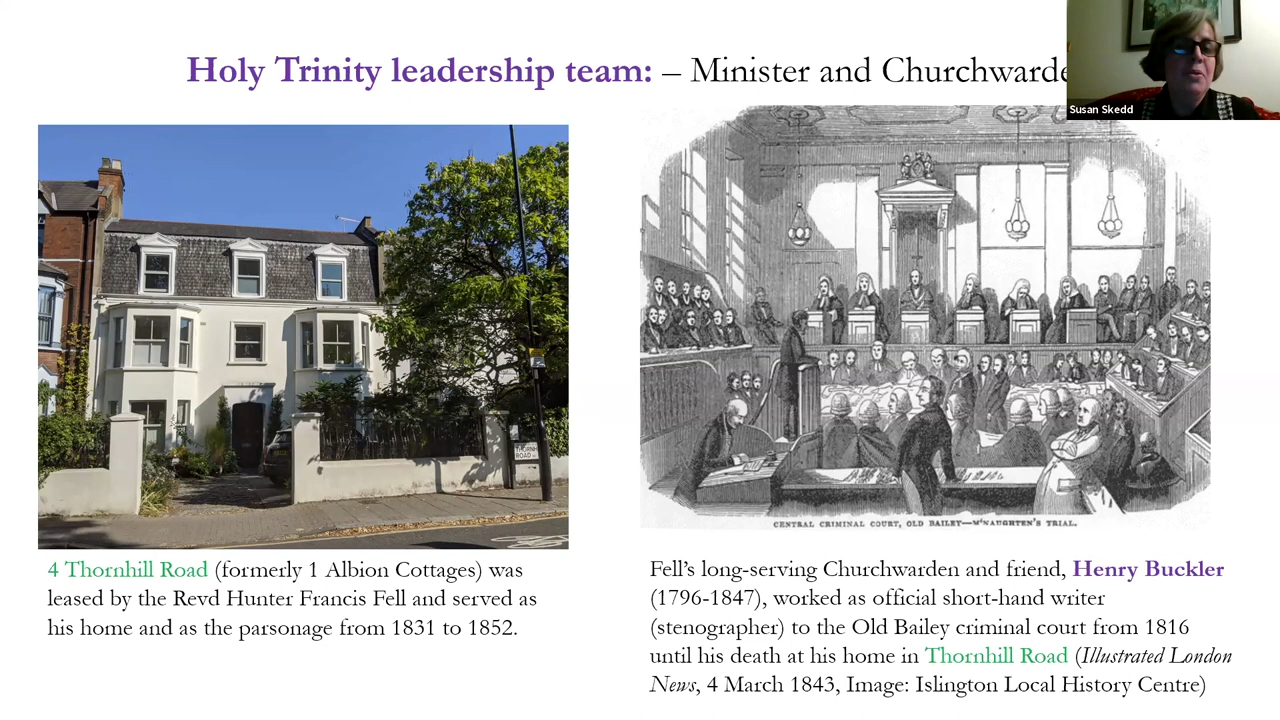 Holy Trinity leadership team: – Minister and Churchwarde
Susan Skedd
ROAD
CENTRAL CRIMINAL COURT, OLD BAILEY—M'NAUGHTEN'S TRIAL.
4 Thornhill Road (formerly 1 Albion Cottages) was
leased by the Revd Hunter Francis Fell and served as
his home and as the parsonage from 1831 to 1852.
Fell's long-serving Churchwarden and friend, Henry Buckler
(1796-1847), worked as official short-hand writer
(stenographer) to the Old Bailey criminal court from 1816
until his death at his home in Thornhill Road (Illustrated London
News, 4 March 1843, Image: Islington Local History Centre)